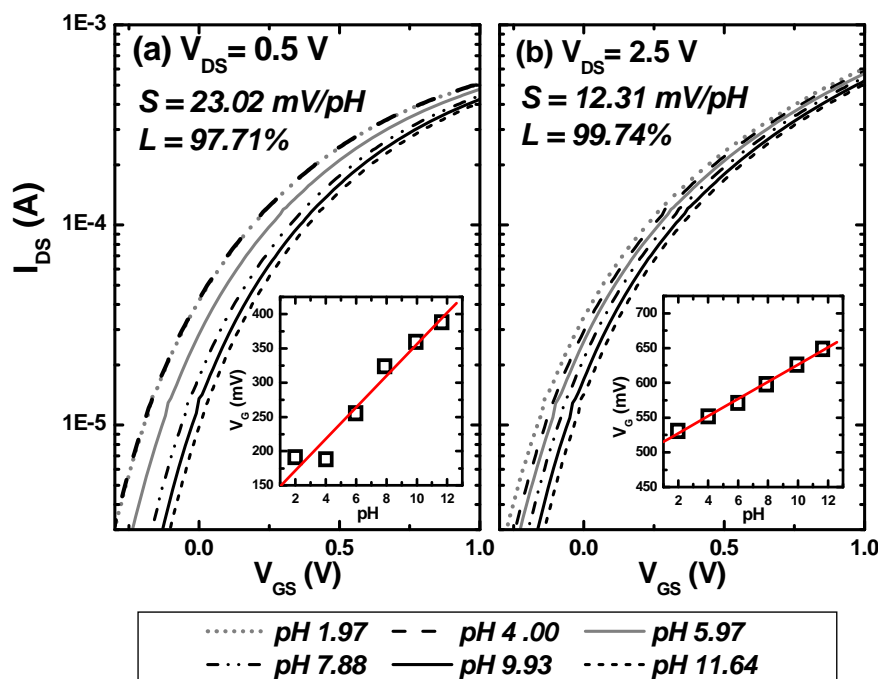 (a) V_DS = 0.5 V
S = 23.02 mV/pH
L = 97.71%
(b) V_DS = 2.5 V
S = 12.31 mV/pH
L = 99.74%
1E-3
1E-4
1E-5
I_DS (A)
400
350
300
250
200
150
V_G (mV)
2 4 6 8 10 12
pH
700
650
600
550
500
450
V_G (mV)
2 4 6 8 10 12
pH
0.0 0.5 1.0
V_GS (V)
0.0 0.5 1.0
V_GS (V)
pH 1.97 pH 4 .00 pH 5.97
pH 7.88 pH 9.93 pH 11.64